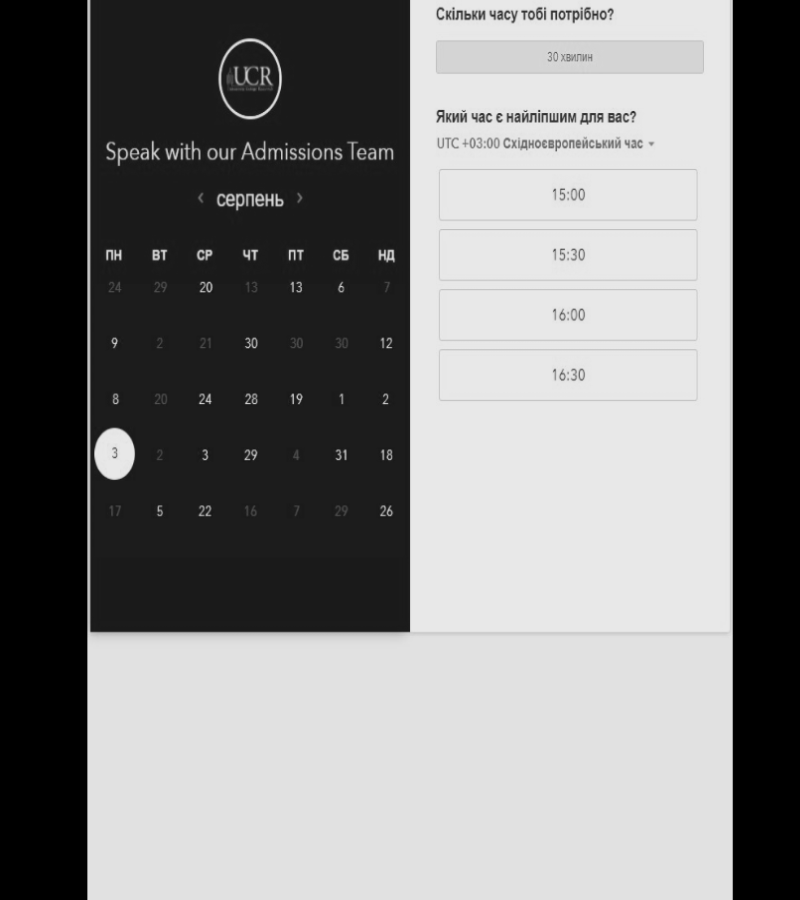 UCR
Speak with our Admissions Team
‹ серпень ›
ПН ВТ СР ЧТ ПТ СБ НД
24 29 20 13 13 6 7
9 2 21 30 30 30 12
8 20 24 28 19 1 2
3 2 3 29 4 31 18
17 5 22 16 7 29 26
Скільки часу тобі потрібно?
30 хвилин
Який час є найліпшим для вас?
UTC +03:00 Східноєвропейський час
15:00
15:30
16:00
16:30